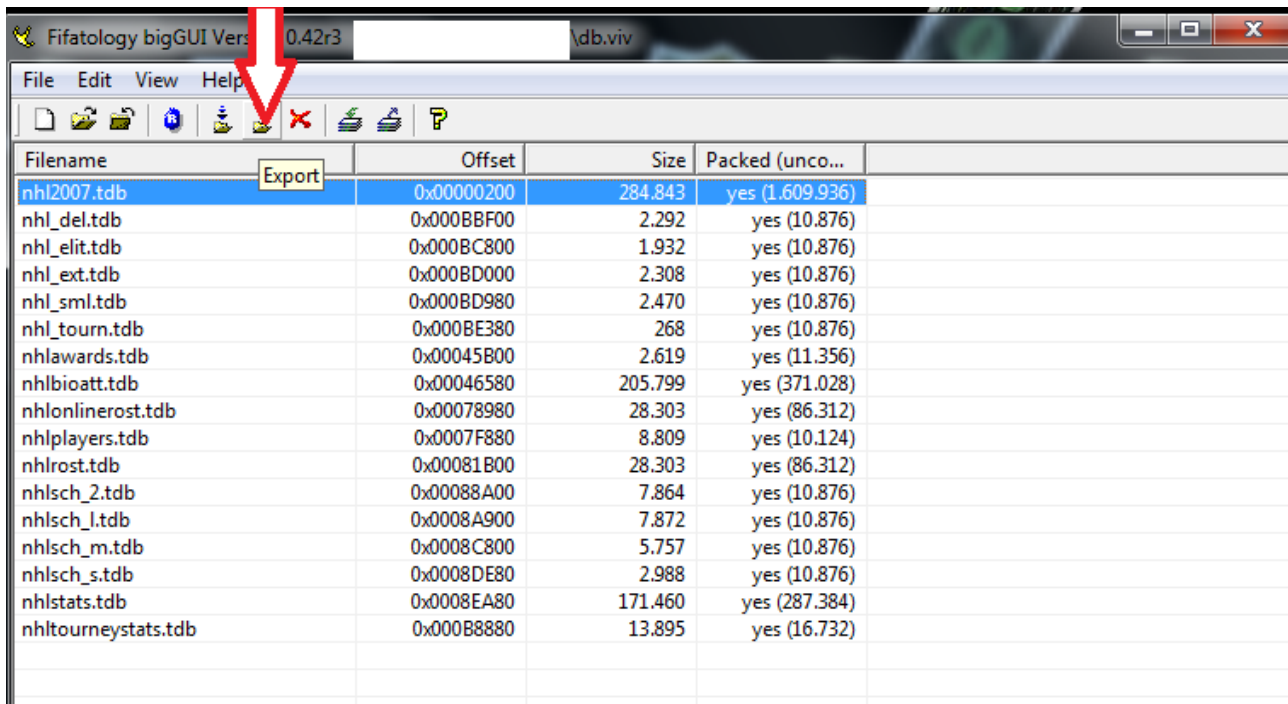 Fifatology bigGUI Vers 0.42r3 \db.viv
File Edit View Help
Filename Offset Size Packed (unco...
Export
nhl2007.tdb 0x00000200 284.843 yes (1.609.936)
nhl_del.tdb 0x000BBF00 2.292 yes (10.876)
nhl_elit.tdb 0x000BC800 1.932 yes (10.876)
nhl_ext.tdb 0x000BD000 2.308 yes (10.876)
nhl_sml.tdb 0x000BD980 2.470 yes (10.876)
nhl_tourn.tdb 0x000BE380 268 yes (10.876)
nhlawards.tdb 0x00045B00 2.619 yes (11.356)
nhlbioatt.tdb 0x00046580 205.799 yes (371.028)
nhlonlinerost.tdb 0x00078980 28.303 yes (86.312)
nhlplayers.tdb 0x0007F880 8.809 yes (10.124)
nhlrost.tdb 0x00081B00 28.303 yes (86.312)
nhlsch_2.tdb 0x00088A00 7.864 yes (10.876)
nhlsch_l.tdb 0x0008A900 7.872 yes (10.876)
nhlsch_m.tdb 0x0008C800 5.757 yes (10.876)
nhlsch_s.tdb 0x0008DE80 2.988 yes (10.876)
nhlstats.tdb 0x0008EA80 171.460 yes (287.384)
nhltourneystats.tdb 0x000B8880 13.895 yes (16.732)